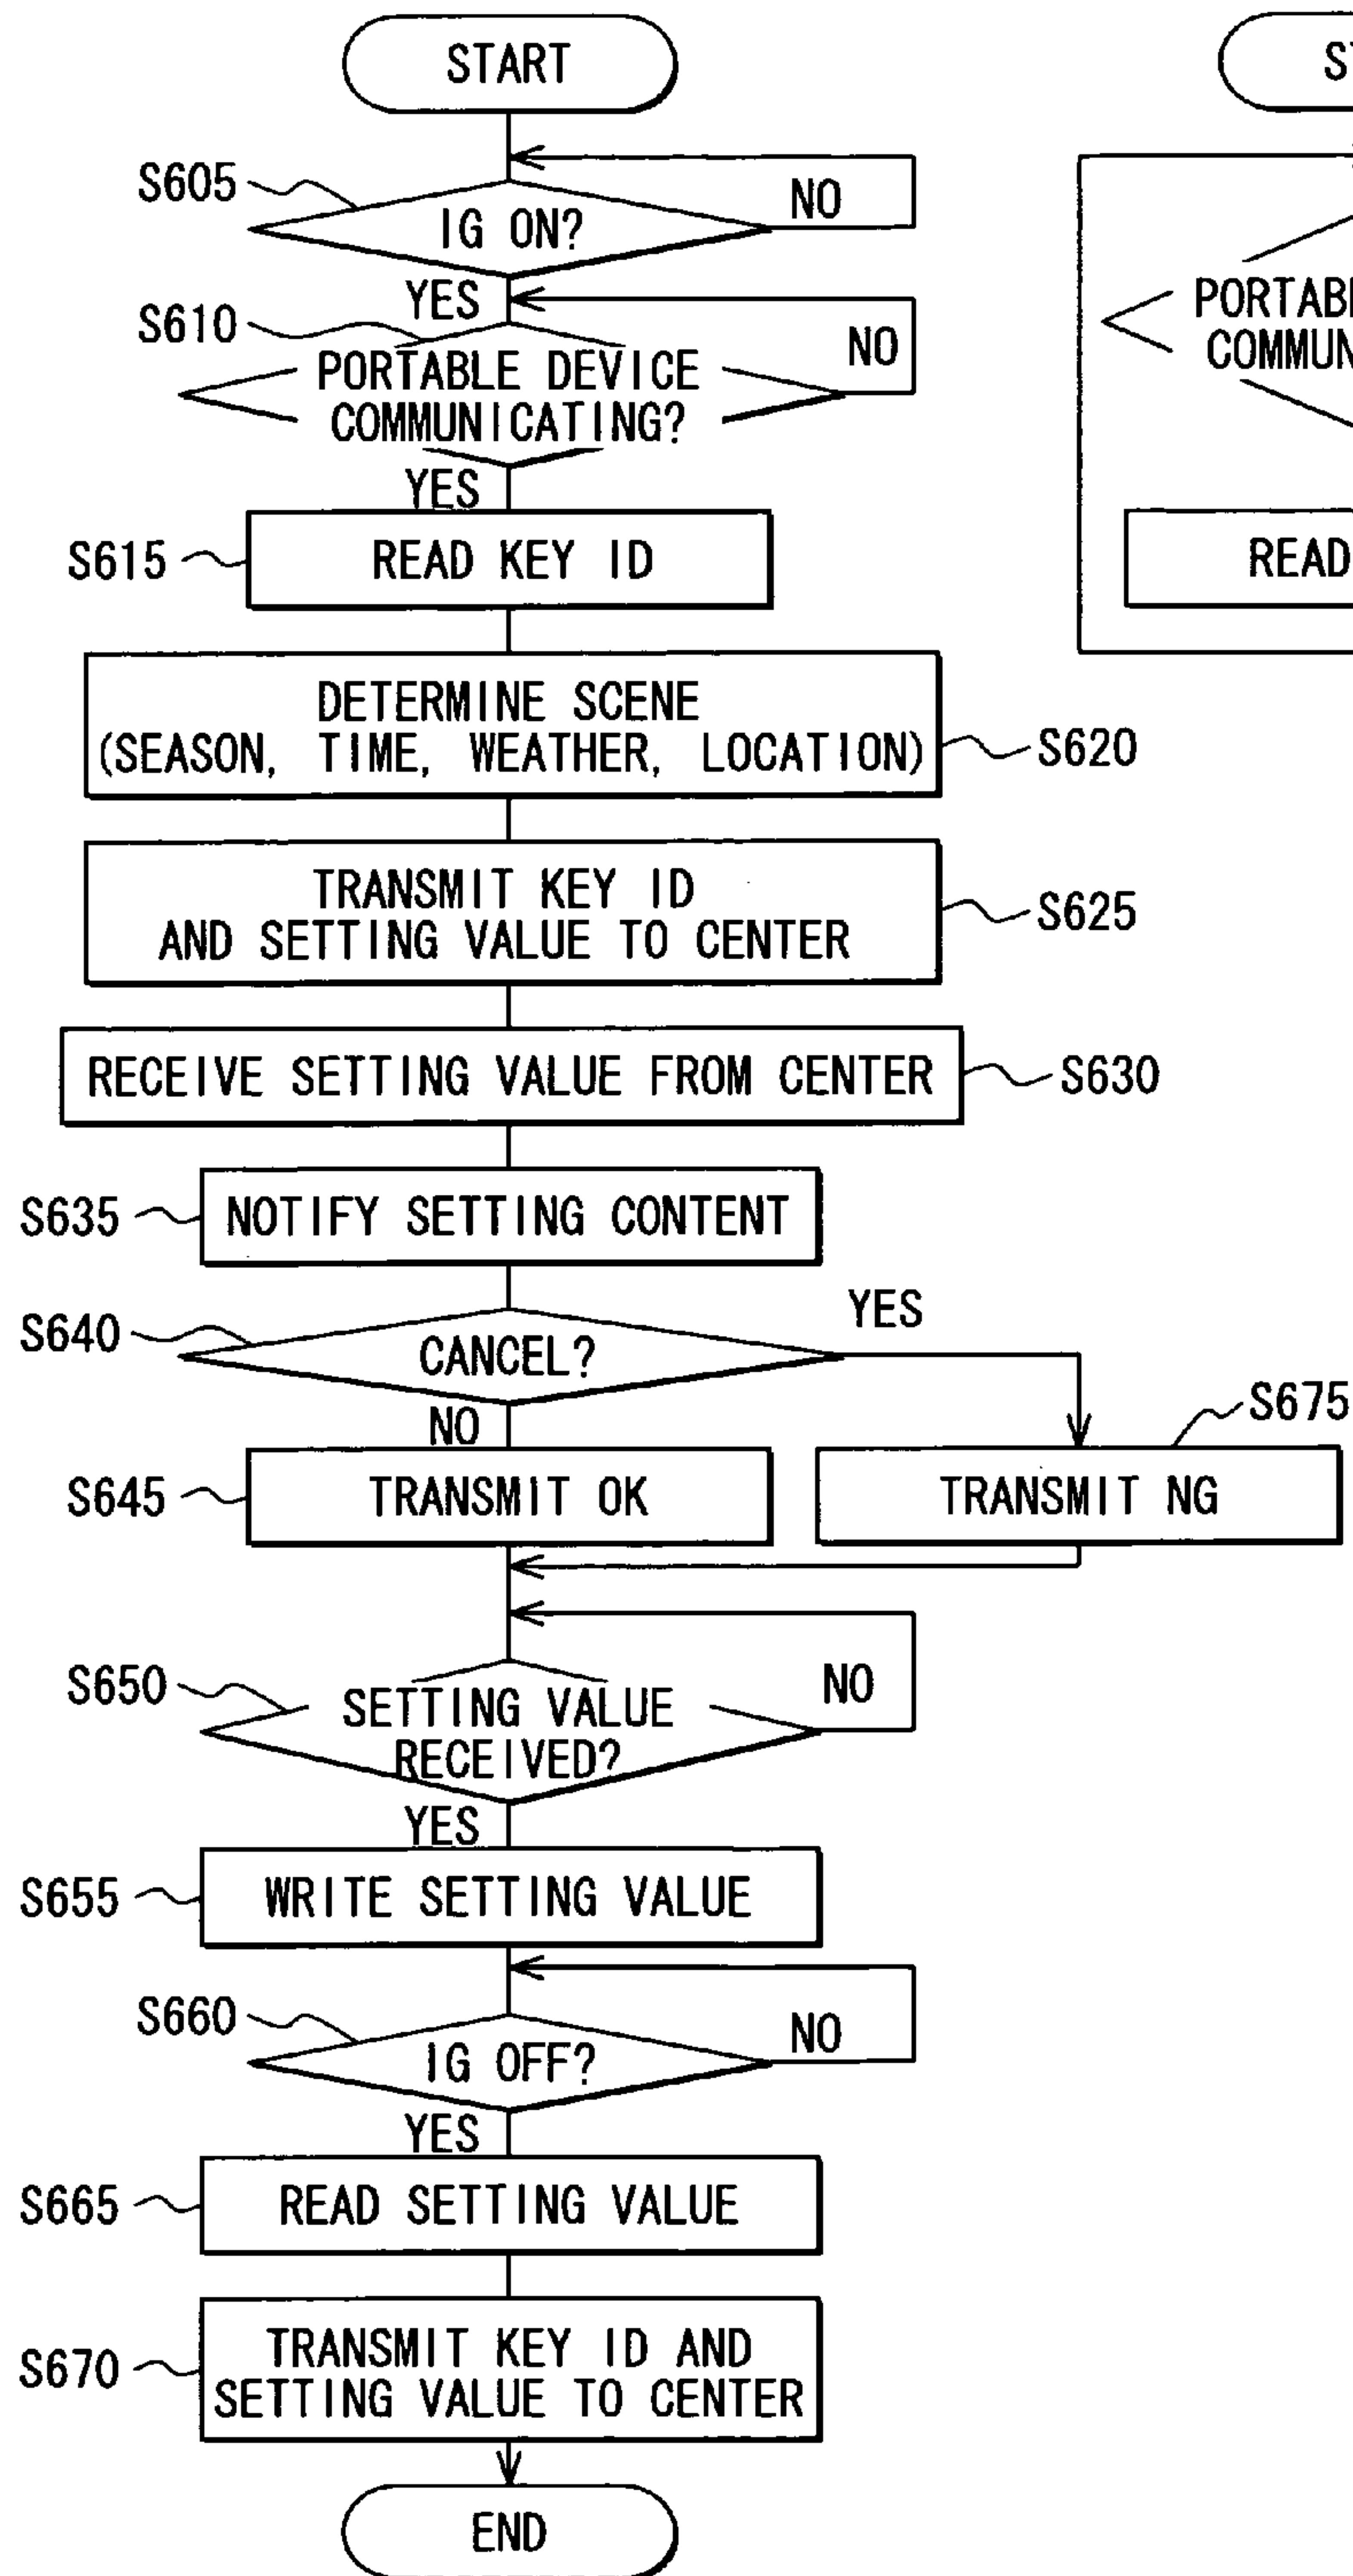 START
S605
IG ON?
NO
YES
S610
PORTABLE DEVICE
COMMUNICATING?
NO
YES
S615
READ KEY ID
DETERMINE SCENE
(SEASON, TIME, WEATHER, LOCATION)
S620
TRANSMIT KEY ID
AND SETTING VALUE TO CENTER
S625
RECEIVE SETTING VALUE FROM CENTER
S630
S635
NOTIFY SETTING CONTENT
S640
CANCEL?
YES
NO
S645
TRANSMIT OK
S675
TRANSMIT NG
S650
SETTING VALUE
RECEIVED?
NO
YES
S655
WRITE SETTING VALUE
S660
IG OFF?
NO
YES
S665
READ SETTING VALUE
S670
TRANSMIT KEY ID AND
SETTING VALUE TO CENTER
END
READ